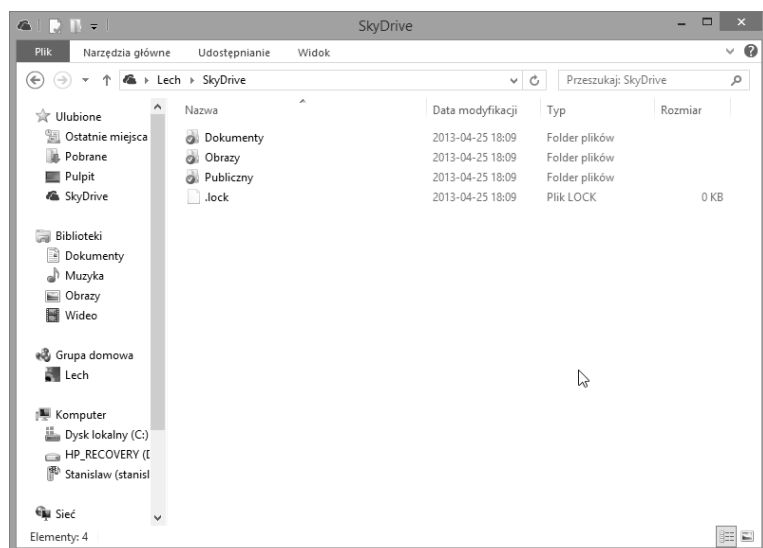 SkyDrive
Plik Narzędzia główne Udostępnianie Widok
Lech SkyDrive Przeszukaj: SkyDrive
Nazwa Data modyfikacji Typ Rozmiar
Dokumenty 2013-04-25 18:09 Folder plików
Obrazy 2013-04-25 18:09 Folder plików
Publiczny 2013-04-25 18:09 Folder plików
.lock 2013-04-25 18:09 Plik LOCK 0 KB
Ulubione
Ostatnie miejsca
Pobrane
Pulpit
SkyDrive
Biblioteki
Dokumenty
Muzyka
Obrazy
Wideo
Grupa domowa
Lech
Komputer
Dysk lokalny (C:)
HP_RECOVERY (D
Stanislaw (stanisl
Sieć
Elementy: 4